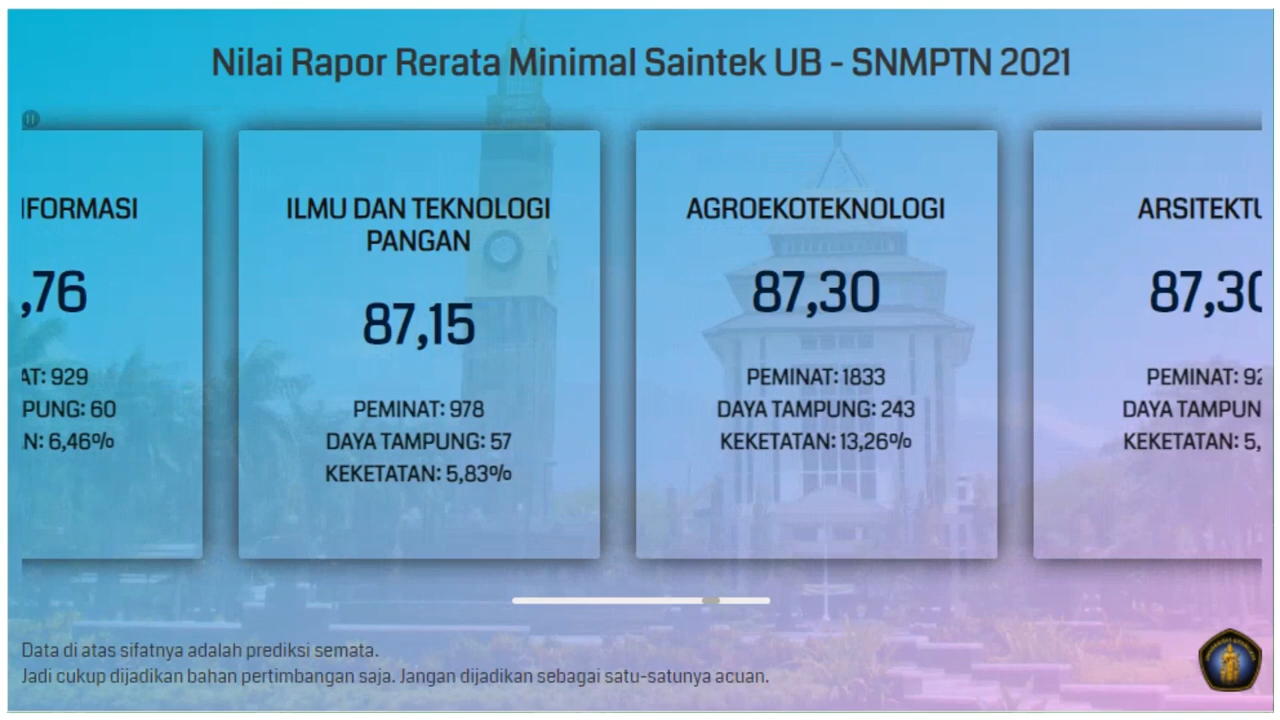 Nilai Rapor Rerata Minimal Saintek UB - SNMPTN 2021
IFORMASI
,76
AT: 929
PUNG: 60
N: 6,46%
ILMU DAN TEKNOLOGI
PANGAN
87,15
PEMINAT: 978
DAYA TAMPUNG: 57
KEKETATAN: 5,83%
AGROEKOTEKNOLOGI
87,30
PEMINAT: 1833
DAYA TAMPUNG: 243
KEKETATAN: 13,26%
ARSITEKTU
87,30
PEMINAT: 92
DAYA TAMPUN
KEKETATAN: 5,
Data di atas sifatnya adalah prediksi semata.
Jadi cukup dijadikan bahan pertimbangan saja. Jangan dijadikan sebagai satu-satunya acuan.